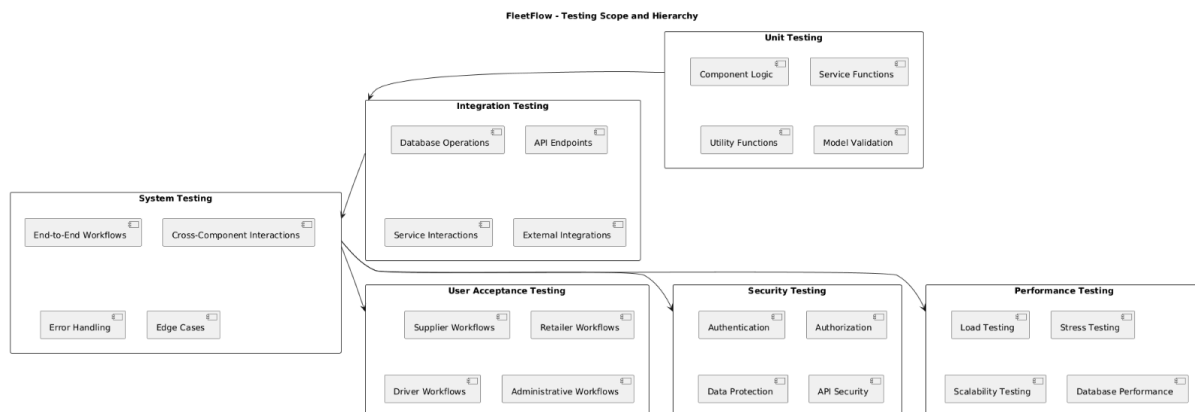 FleetFlow - Testing Scope and Hierarchy
Unit Testing
Component Logic
Service Functions
Utility Functions
Model Validation
Integration Testing
Database Operations
API Endpoints
Service Interactions
External Integrations
System Testing
End-to-End Workflows
Cross-Component Interactions
Error Handling
Edge Cases
User Acceptance Testing
Supplier Workflows
Retailer Workflows
Driver Workflows
Administrative Workflows
Security Testing
Authentication
Authorization
Data Protection
API Security
Performance Testing
Load Testing
Stress Testing
Scalability Testing
Database Performance